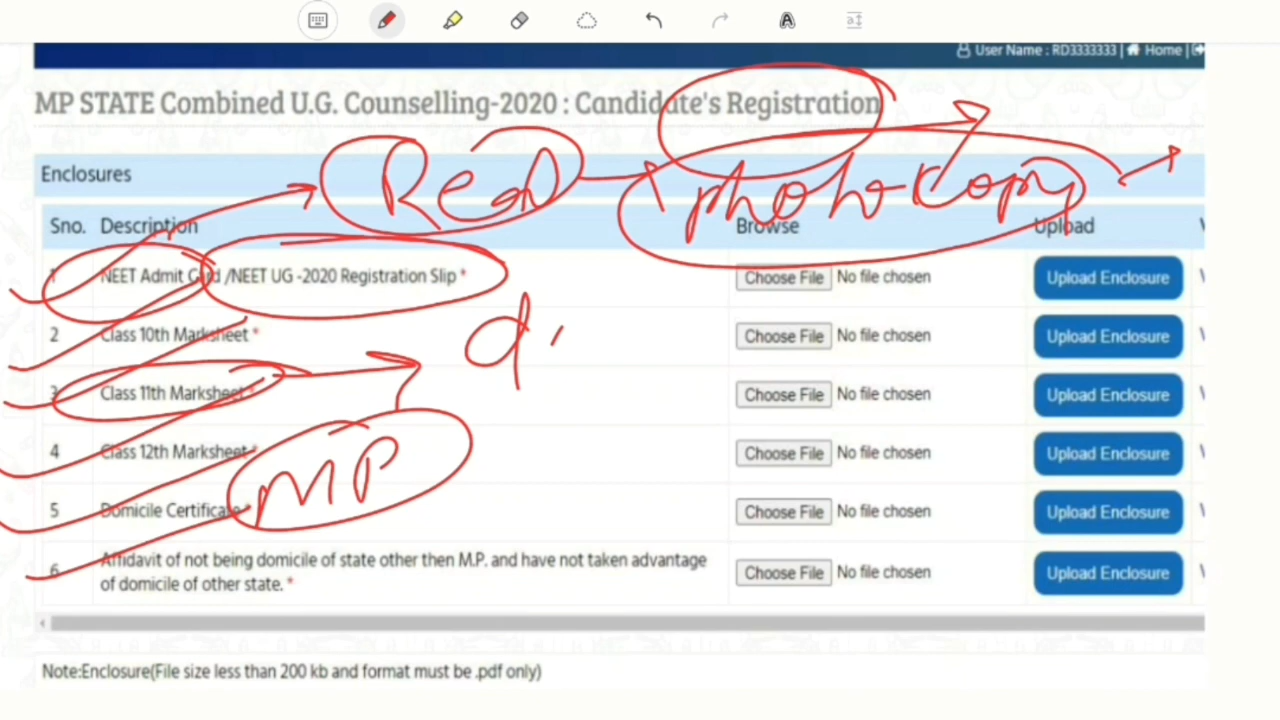 User Name : RD3333333 | Home |
MP STATE Combined U.G. Counselling-2020 : Candidate's Registration
Enclosures
Read
photo-copy
Sno. Description Browse Upload
1 NEET Admit Card /NEET UG -2020 Registration Slip * Choose File No file chosen Upload Enclosure
2 Class 10th Marksheet * Choose File No file chosen Upload Enclosure
d
3 Class 11th Marksheet * Choose File No file chosen Upload Enclosure
4 Class 12th Marksheet * Choose File No file chosen Upload Enclosure
MP
5 Domicile Certificate * Choose File No file chosen Upload Enclosure
6 Affidavit of not being domicile of state other then M.P. and have not taken advantage
of domicile of other state. * Choose File No file chosen Upload Enclosure
Note:Enclosure(File size less than 200 kb and format must be .pdf only)